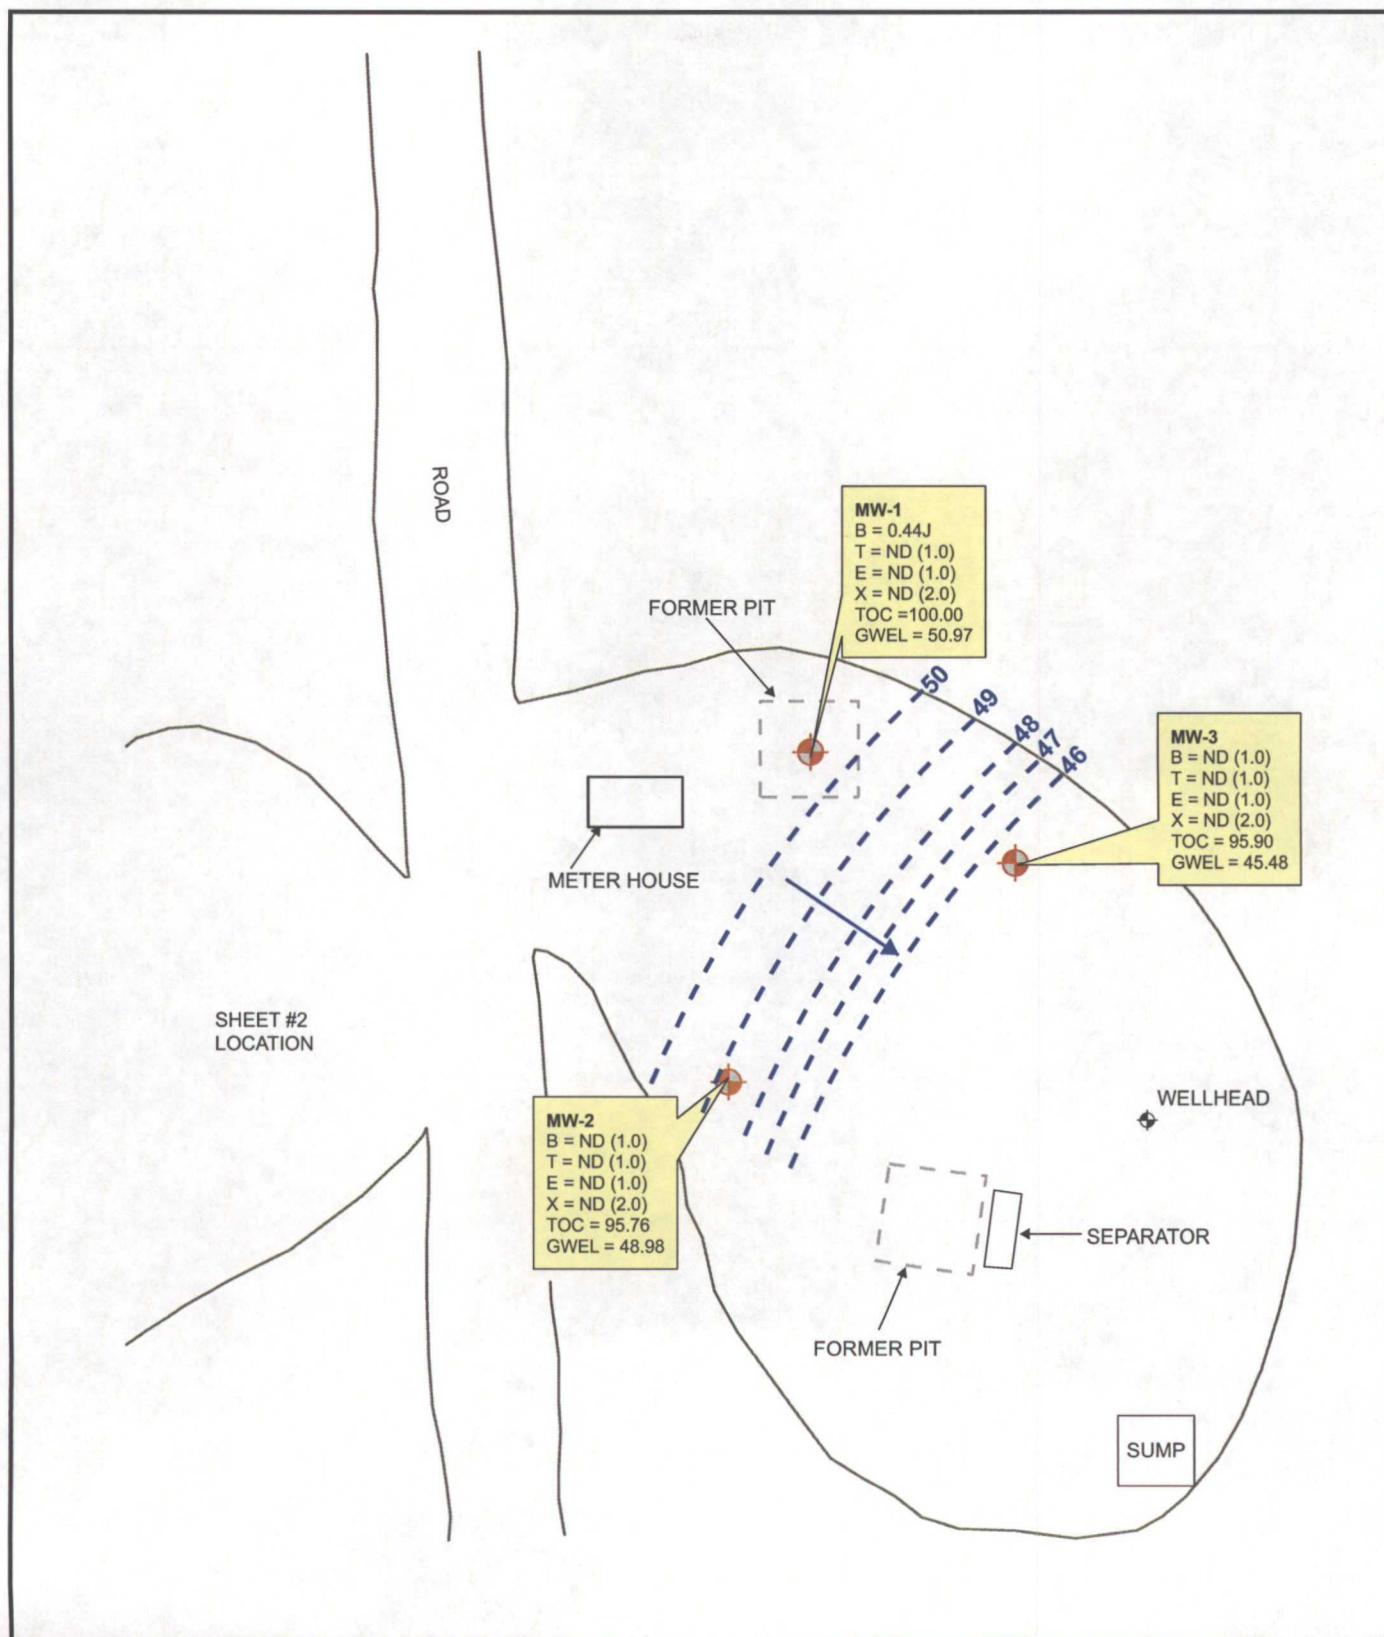 ROAD
MW-1
B = 0.44J
T = ND (1.0)
E = ND (1.0)
X = ND (2.0)
TOC =100.00
GWEL = 50.97
FORMER PIT
50
49
48
47
46
MW-3
B = ND (1.0)
T = ND (1.0)
E = ND (1.0)
X = ND (2.0)
TOC = 95.90
GWEL = 45.48
METER HOUSE
SHEET #2
LOCATION
MW-2
B = ND (1.0)
T = ND (1.0)
E = ND (1.0)
X = ND (2.0)
TOC = 95.76
GWEL = 48.98
WELLHEAD
SEPARATOR
FORMER PIT
SUMP